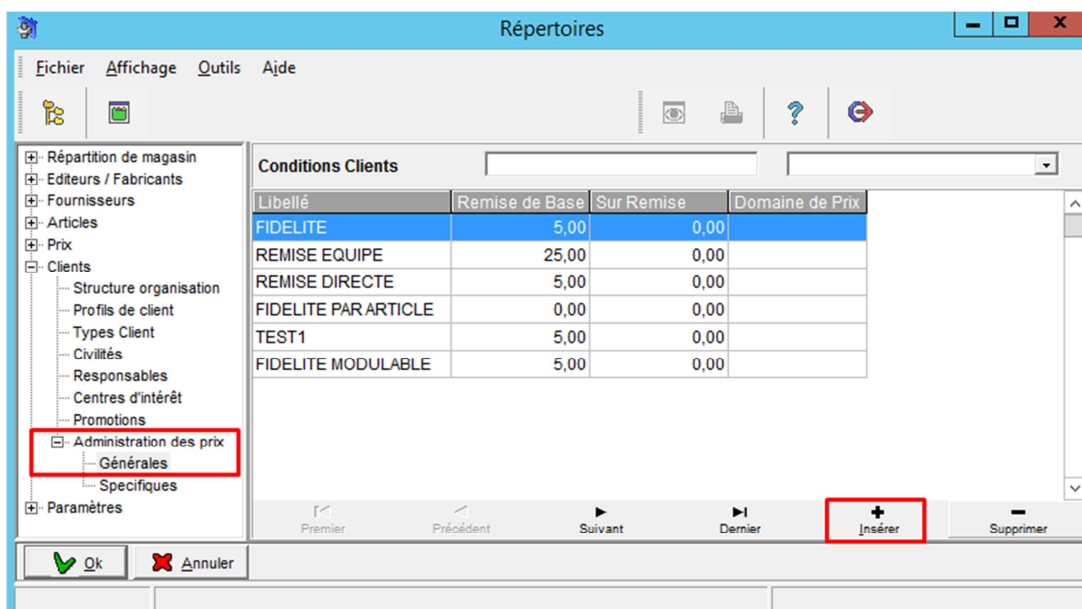 Répertoires
Fichier Affichage Outils Aide
Répartition de magasin
Editeurs / Fabricants
Fournisseurs
Articles
Prix
Clients
Structure organisation
Profils de client
Types Client
Civilités
Responsables
Centres d'intérêt
Promotions
Administration des prix
Générales
Specifiques
Paramètres
Conditions Clients
Libellé Remise de Base Sur Remise Domaine de Prix
FIDELITE 5,00 0,00
REMISE EQUIPE 25,00 0,00
REMISE DIRECTE 5,00 0,00
FIDELITE PAR ARTICLE 0,00 0,00
TEST1 5,00 0,00
FIDELITE MODULABLE 5,00 0,00
Premier Précédent Suivant Dernier Insérer Supprimer
Ok Annuler